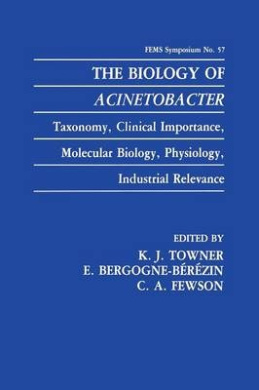 FEMS Symposium No. 57
THE BIOLOGY OF
ACINETOBACTER
Taxonomy, Clinical Importance,
Molecular Biology, Physiology,
Industrial Relevance
EDITED BY
K. J. TOWNER
E. BERGOGNE-BÉRÉZIN
C. A. FEWSON